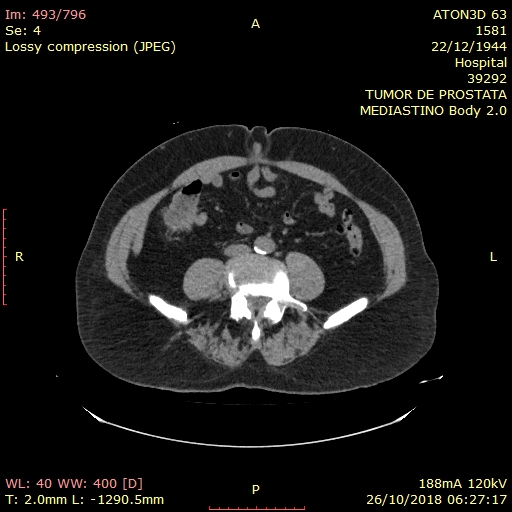 Im: 493/796
Se: 4
Lossy compression (JPEG)
A
ATON3D 63
1581
22/12/1944
Hospital
39292
TUMOR DE PROSTATA
MEDIASTINO Body 2.0
R
L
WL: 40 WW: 400 [D]
T: 2.0mm L: -1290.5mm
P
188mA 120kV
26/10/2018 06:27:17